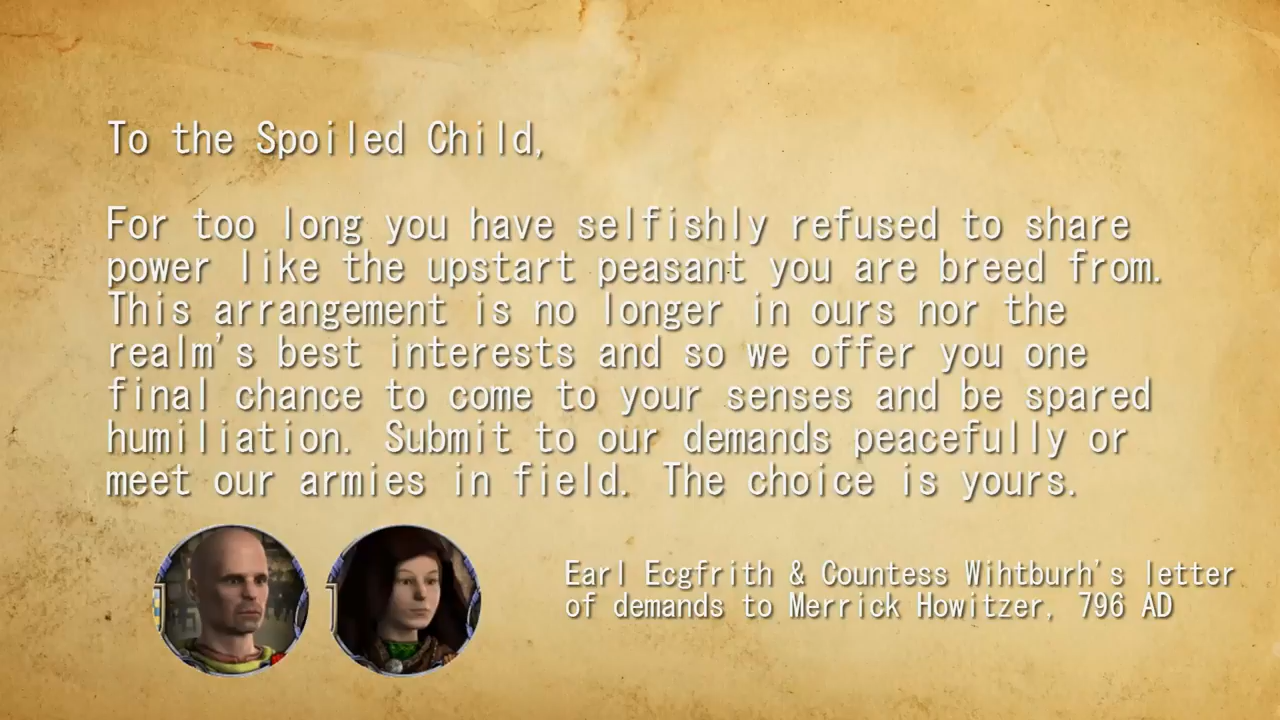 To the Spoiled Child,
For too long you have selfishly refused to share
power like the upstart peasant you are breed from.
This arrangement is no longer in ours nor the
realm's best interests and so we offer you one
final chance to come to your senses and be spared
humiliation. Submit to our demands peacefully or
meet our armies in field. The choice is yours.
Earl Ecgfrith & Countess Wihtburh's letter
of demands to Merrick Howitzer, 796 AD